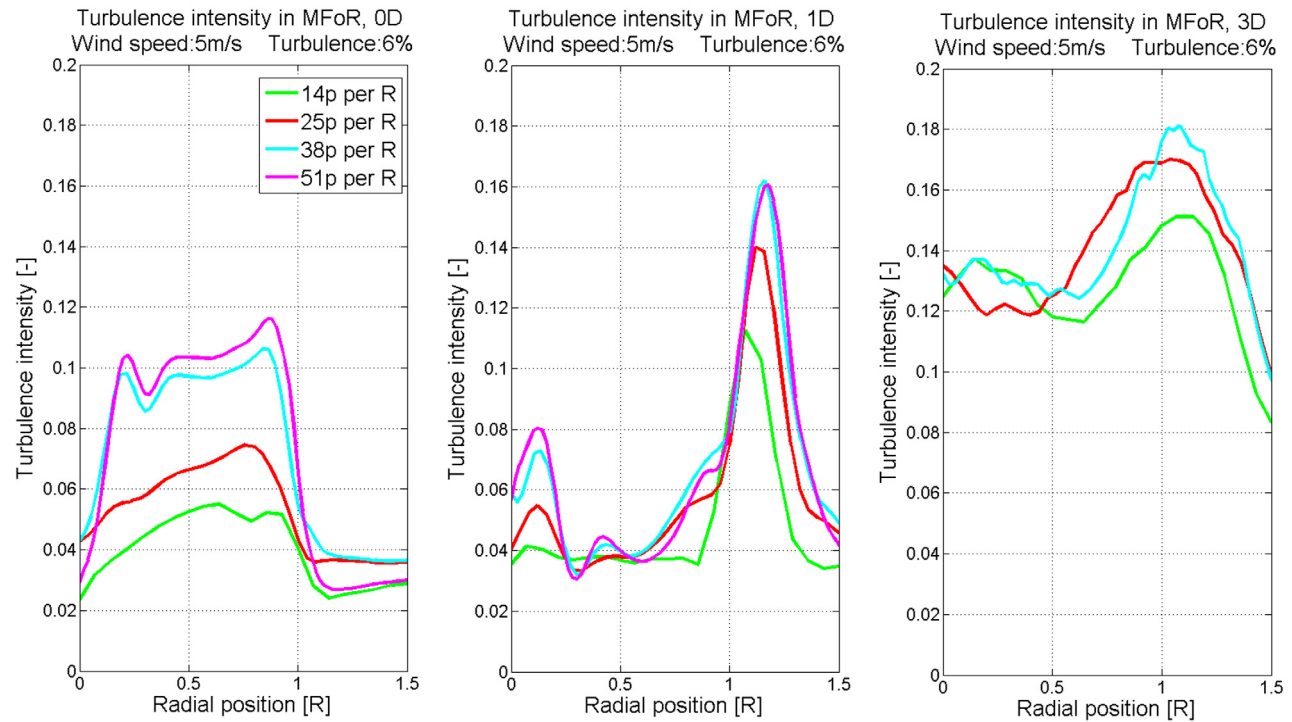 Turbulence intensity in MFoR, 0D
Wind speed:5m/s Turbulence:6%
0.2
0.18
0.16
0.14
0.12
0.1
0.08
0.06
0.04
0.02
0
Turbulence intensity [-]
14p per R
25p per R
38p per R
51p per R
0 0.5 1 1.5
Radial position [R]
Turbulence intensity in MFoR, 1D
Wind speed:5m/s Turbulence:6%
0.2
0.18
0.16
0.14
0.12
0.1
0.08
0.06
0.04
0.02
0
Turbulence intensity [-]
0 0.5 1 1.5
Radial position [R]
Turbulence intensity in MFoR, 3D
Wind speed:5m/s Turbulence:6%
0.2
0.18
0.16
0.14
0.12
0.1
0.08
0.06
0.04
0.02
0
Turbulence intensity [-]
0 0.5 1 1.5
Radial position [R]